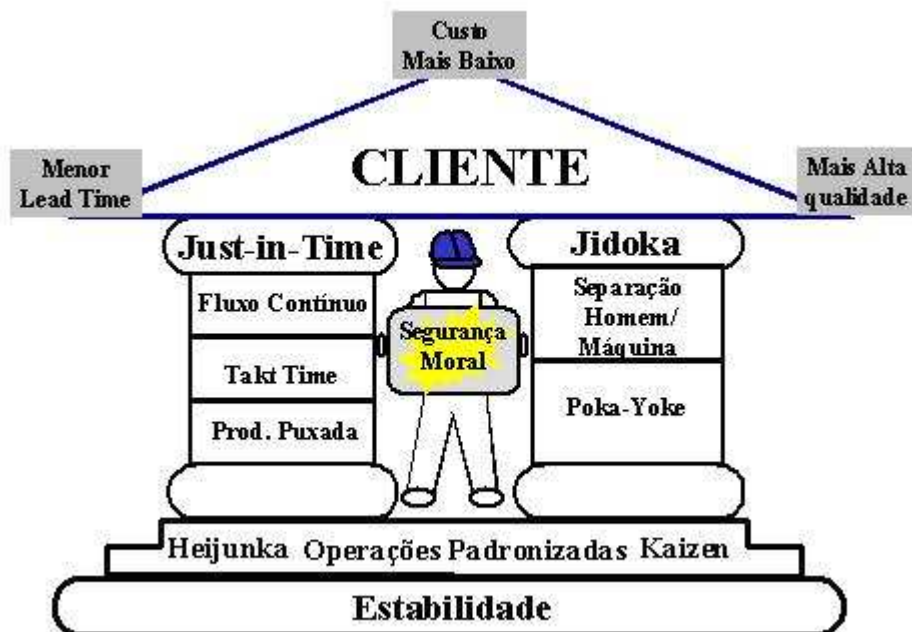 Custo
Mais Baixo
Menor
Lead Time
CLIENTE
Mais Alta
qualidade
Just-in-Time
Jidoka
Fluxo Contínuo
Takt Time
Prod. Puxada
Segurança
Moral
Separação
Homem/
Máquina
Poka-Yoke
Heijunka Operações Padronizadas Kaizen
Estabilidade